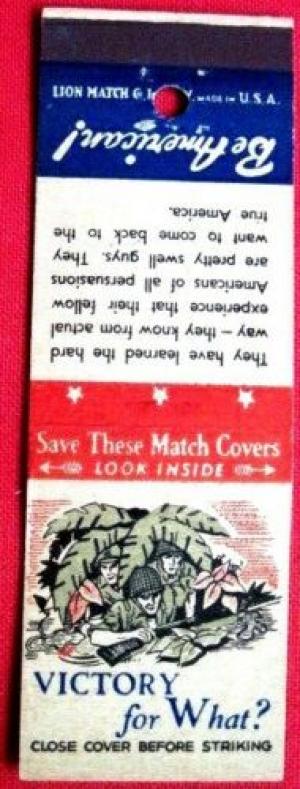 LION MATCH MADE IN U.S.A.
Be American!
They have learned the hard
way — they know from actual
experience that their fellow
Americans of all persuasions
are pretty swell guys. They
want to come back to the
true America.
Save These Match Covers
LOOK INSIDE
VICTORY
for What?
CLOSE COVER BEFORE STRIKING